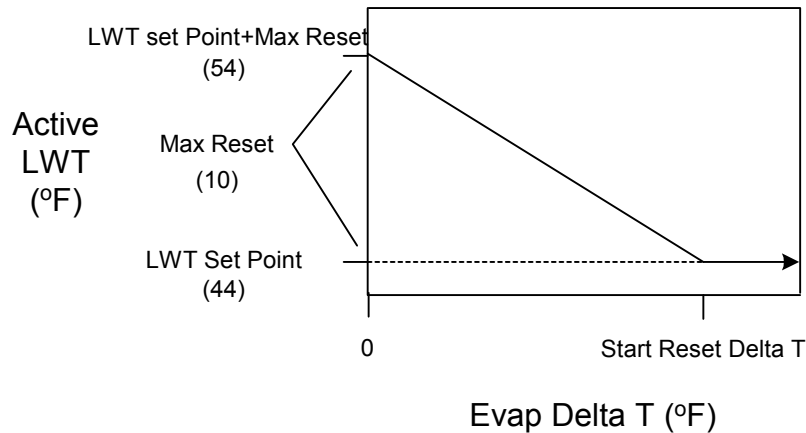 LWT set Point+Max Reset
(54)
Active
LWT
(ºF)
Max Reset
(10)
LWT Set Point
(44)
0
Start Reset Delta T
Evap Delta T (ºF)